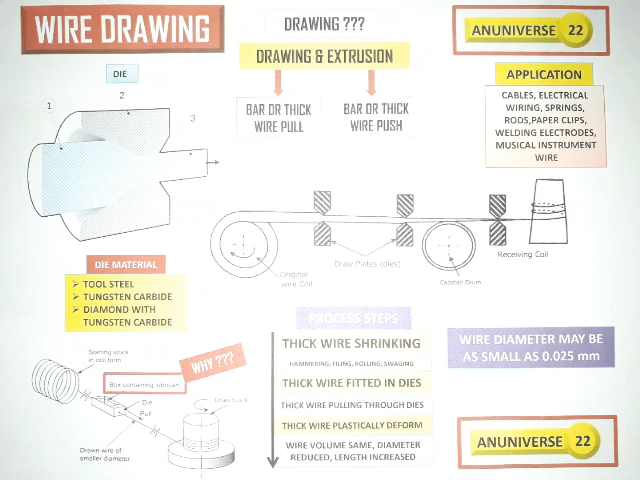 WIRE DRAWING
DRAWING ???
DRAWING & EXTRUSION
BAR OR THICK
WIRE PULL
BAR OR THICK
WIRE PUSH
ANUNIVERSE 22
APPLICATION
CABLES, ELECTRICAL
WIRING, SPRINGS,
RODS,PAPER CLIPS,
WELDING ELECTRODES,
MUSICAL INSTRUMENT
WIRE
DIE
1
2
3
Original
wire Coil
Draw Plates (dies)
Capstan Drum
Receiving Coil
DIE MATERIAL
TOOL STEEL
TUNGSTEN CARBIDE
DIAMOND WITH
TUNGSTEN CARBIDE
WHY ???
Starting stock
in coil form
Box containing lubricant
Die
Pull
Draw block
Drawn wire of
smaller diameter
PROCESS STEPS
THICK WIRE SHRINKING
HAMMERING, FILING, ROLLING, SWAGING
THICK WIRE FITTED IN DIES
THICK WIRE PULLING THROUGH DIES
THICK WIRE PLASTICALLY DEFORM
WIRE VOLUME SAME, DIAMETER
REDUCED, LENGTH INCREASED
WIRE DIAMETER MAY BE
AS SMALL AS 0.025 mm
ANUNIVERSE 22